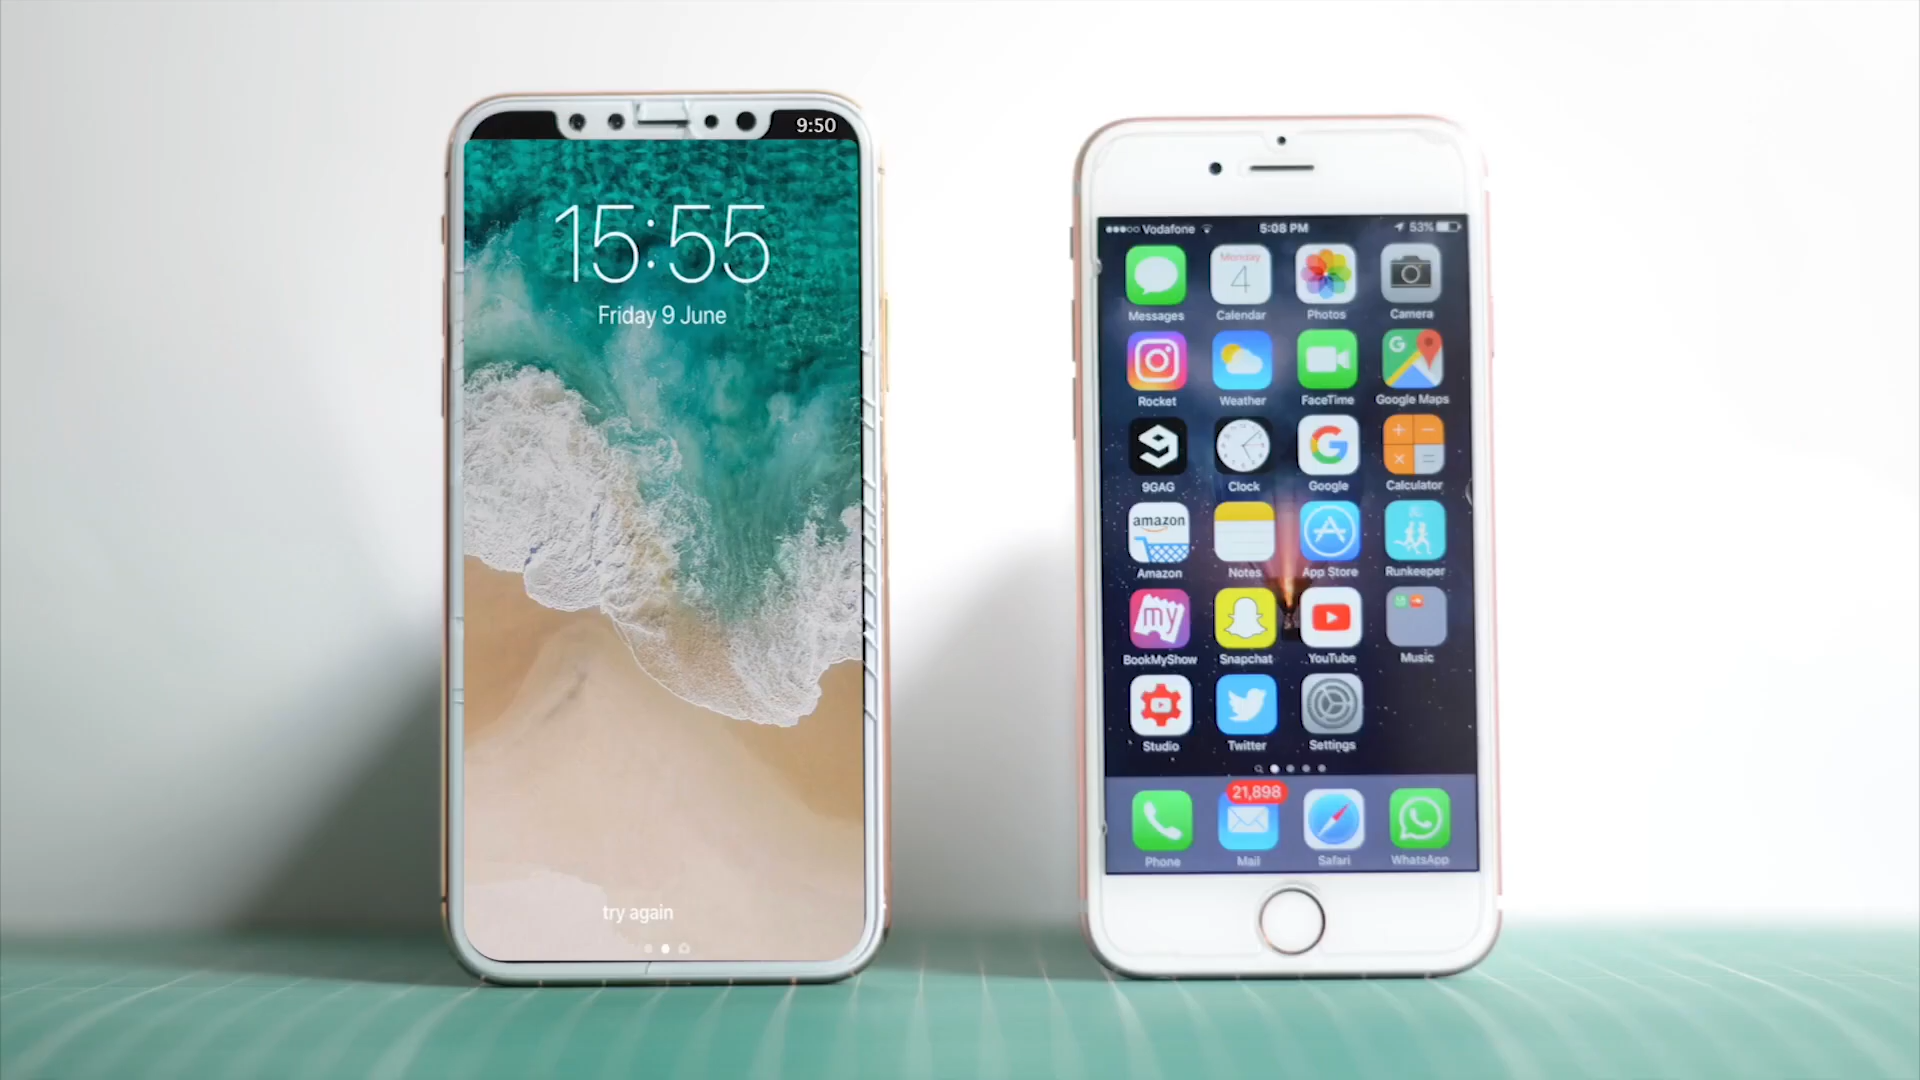 9:50
15:55
Friday 9 June
try again
Vodafone 5:08 PM 53%
Monday
4
Messages Calendar Photos Camera
G
Rocket Weather FaceTime Google Maps
9 G
9GAG Clock Google Calculator
amazon
Amazon Notes App Store Runkeeper
my
BookMyShow Snapchat YouTube Music
Studio Twitter Settings
21,898
Phone Mail Safari WhatsApp